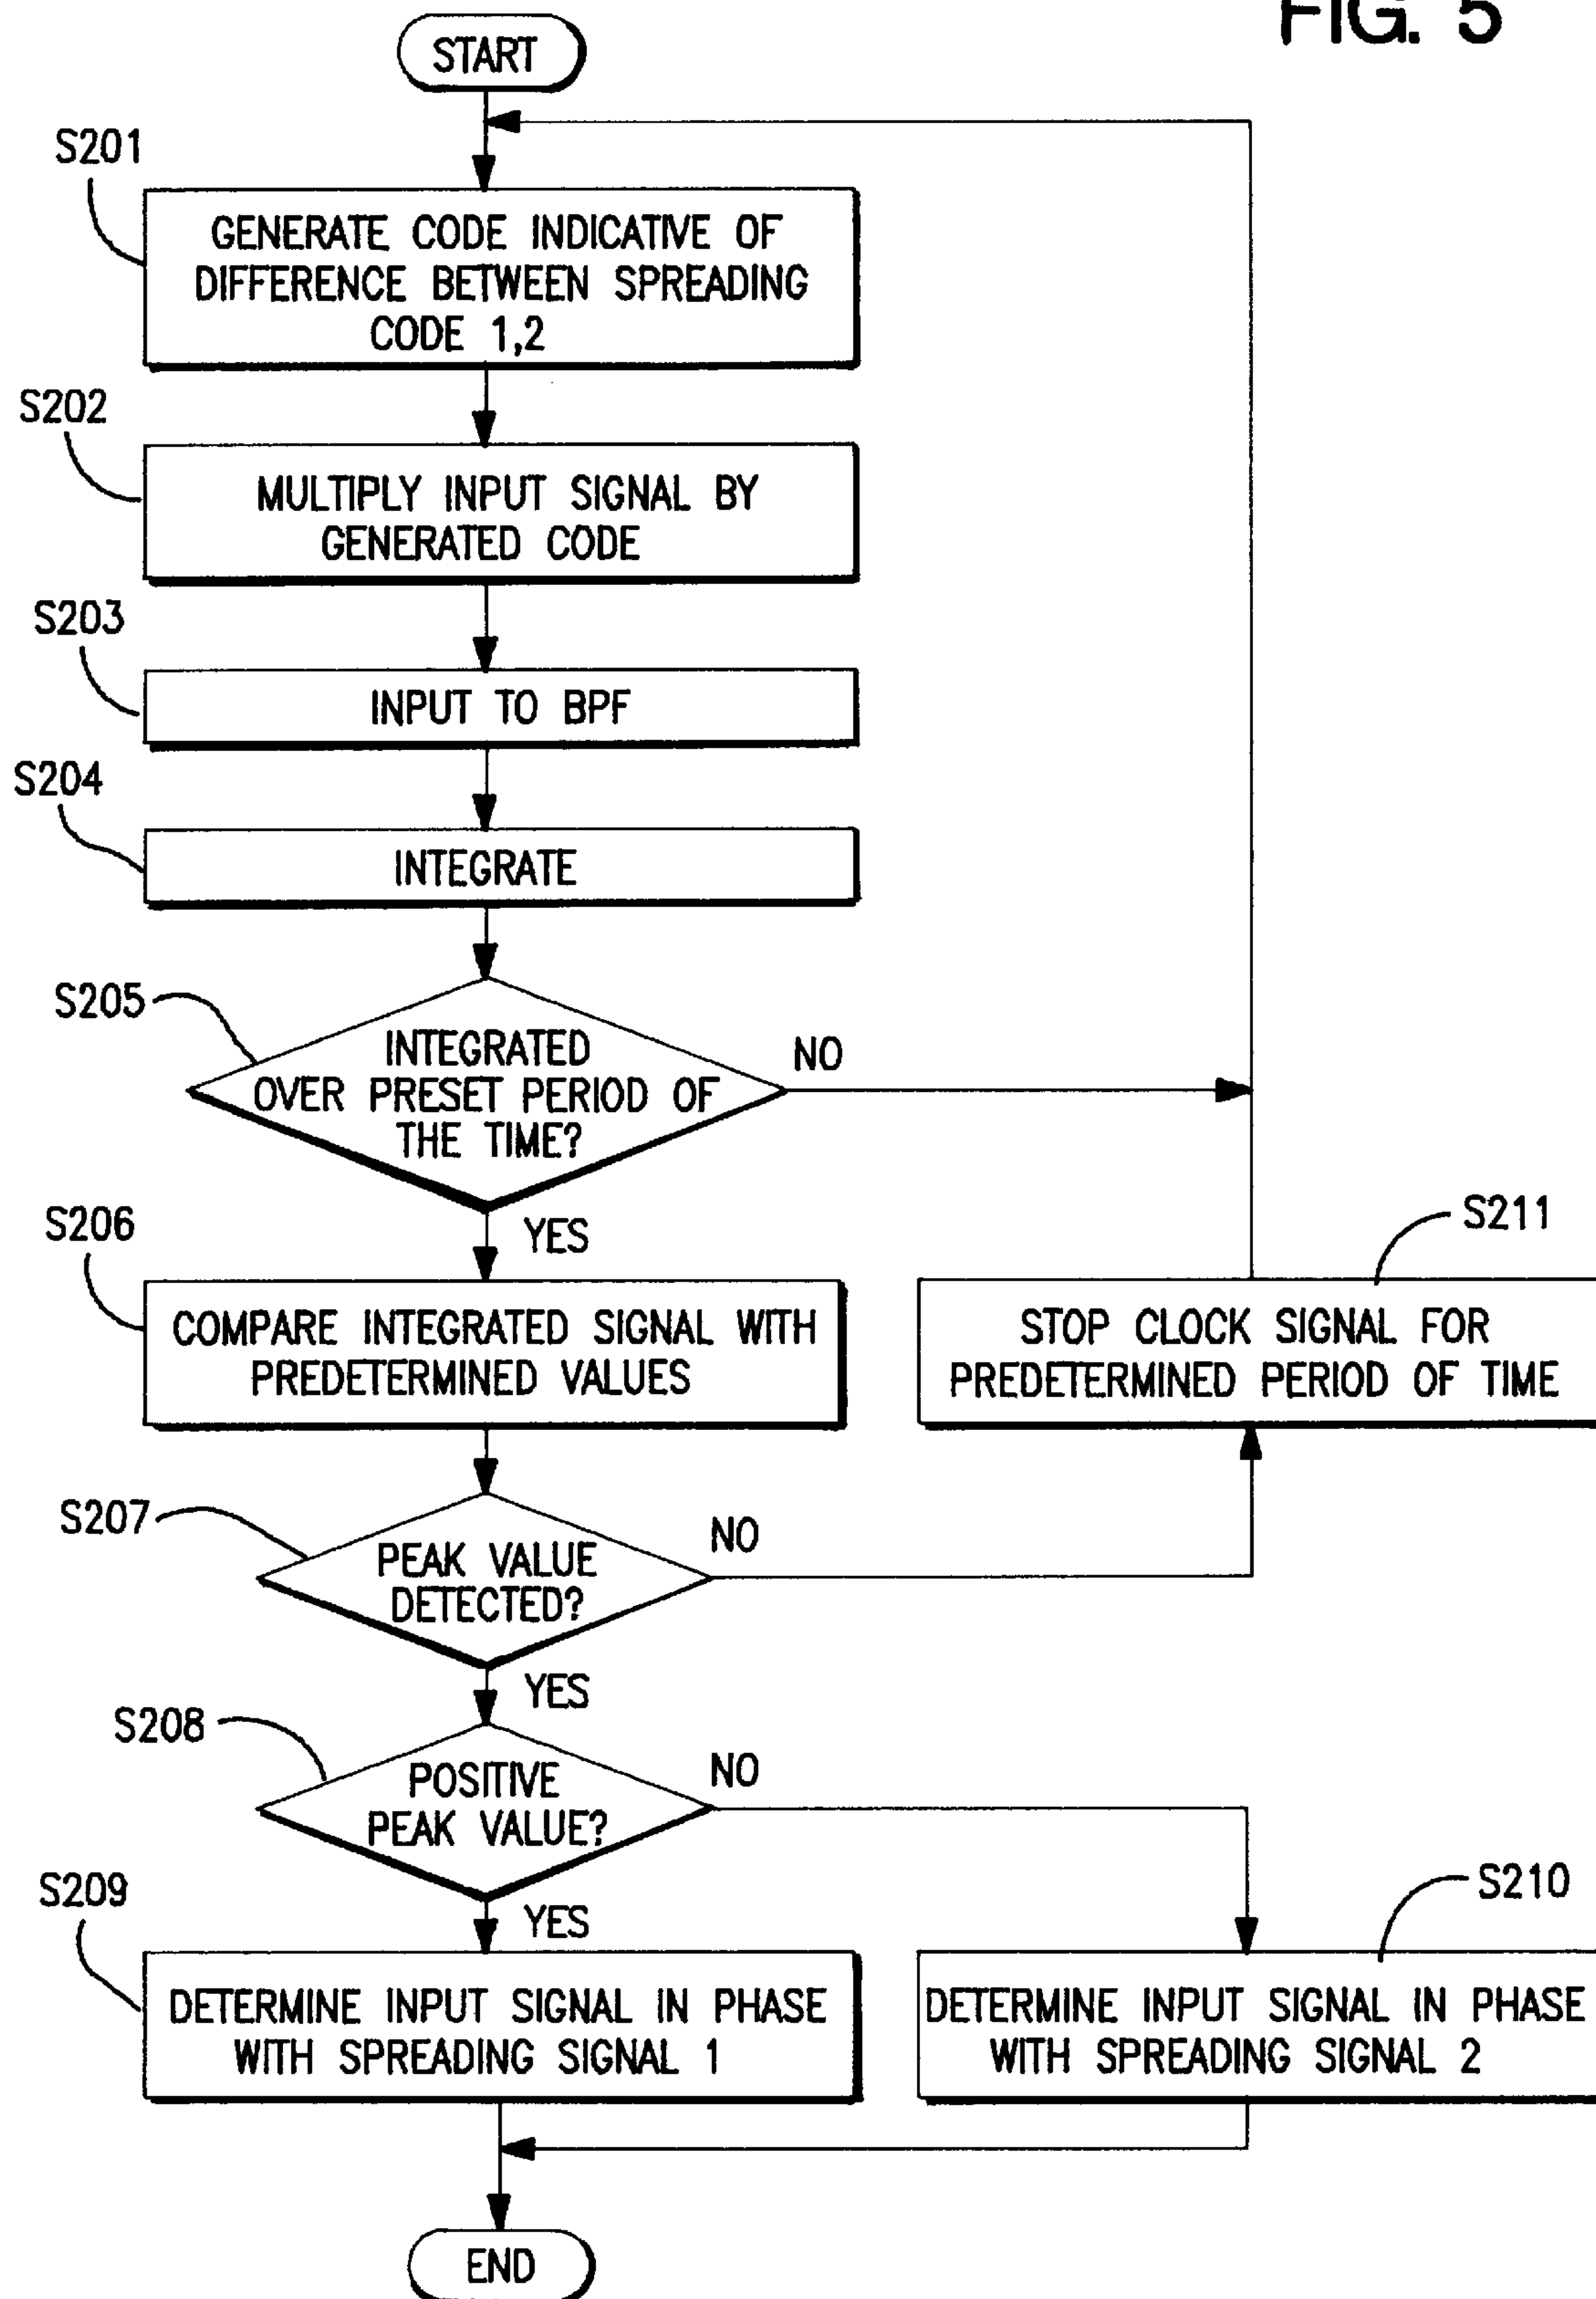 FIG. 5
START
S201
GENERATE CODE INDICATIVE OF
DIFFERENCE BETWEEN SPREADING
CODE 1,2
S202
MULTIPLY INPUT SIGNAL BY
GENERATED CODE
S203
INPUT TO BPF
S204
INTEGRATE
S205
INTEGRATED
OVER PRESET PERIOD OF
THE TIME?
NO
YES
S206
COMPARE INTEGRATED SIGNAL WITH
PREDETERMINED VALUES
S211
STOP CLOCK SIGNAL FOR
PREDETERMINED PERIOD OF TIME
S207
PEAK VALUE
DETECTED?
NO
YES
S208
POSITIVE
PEAK VALUE?
NO
YES
S209
DETERMINE INPUT SIGNAL IN PHASE
WITH SPREADING SIGNAL 1
S210
DETERMINE INPUT SIGNAL IN PHASE
WITH SPREADING SIGNAL 2
END